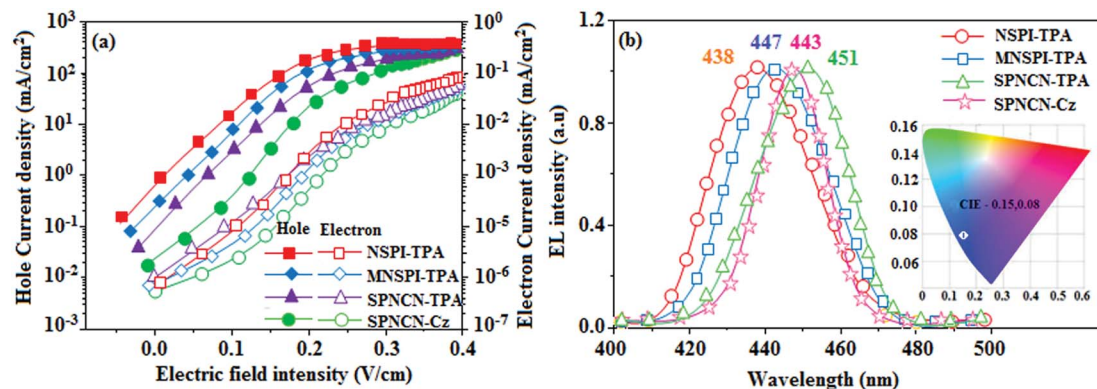 (a)
Hole Current density (mA/cm²)
10³
10²
10¹
10⁰
10⁻¹
10⁻²
10⁻³
0.0 0.1 0.2 0.3 0.4
Electric field intensity (V/cm)
10⁰
10⁻¹
10⁻²
10⁻³
10⁻⁴
10⁻⁵
10⁻⁶
10⁻⁷
Electron Current density (mA/cm²)
Hole Electron
NSPI-TPA
MNSPI-TPA
SPNCN-TPA
SPNCN-Cz
(b)
EL intensity (a.u)
1.2
0.9
0.6
0.4
0.0
400 420 440 460 480 500
Wavelength (nm)
438 447 443 451
NSPI-TPA
MNSPI-TPA
SPNCN-TPA
SPNCN-Cz
0.16
0.14
0.12
0.10
0.08
0.06
CIE - 0.15,0.08
0 0.1 0.2 0.3 0.4 0.5 0.6